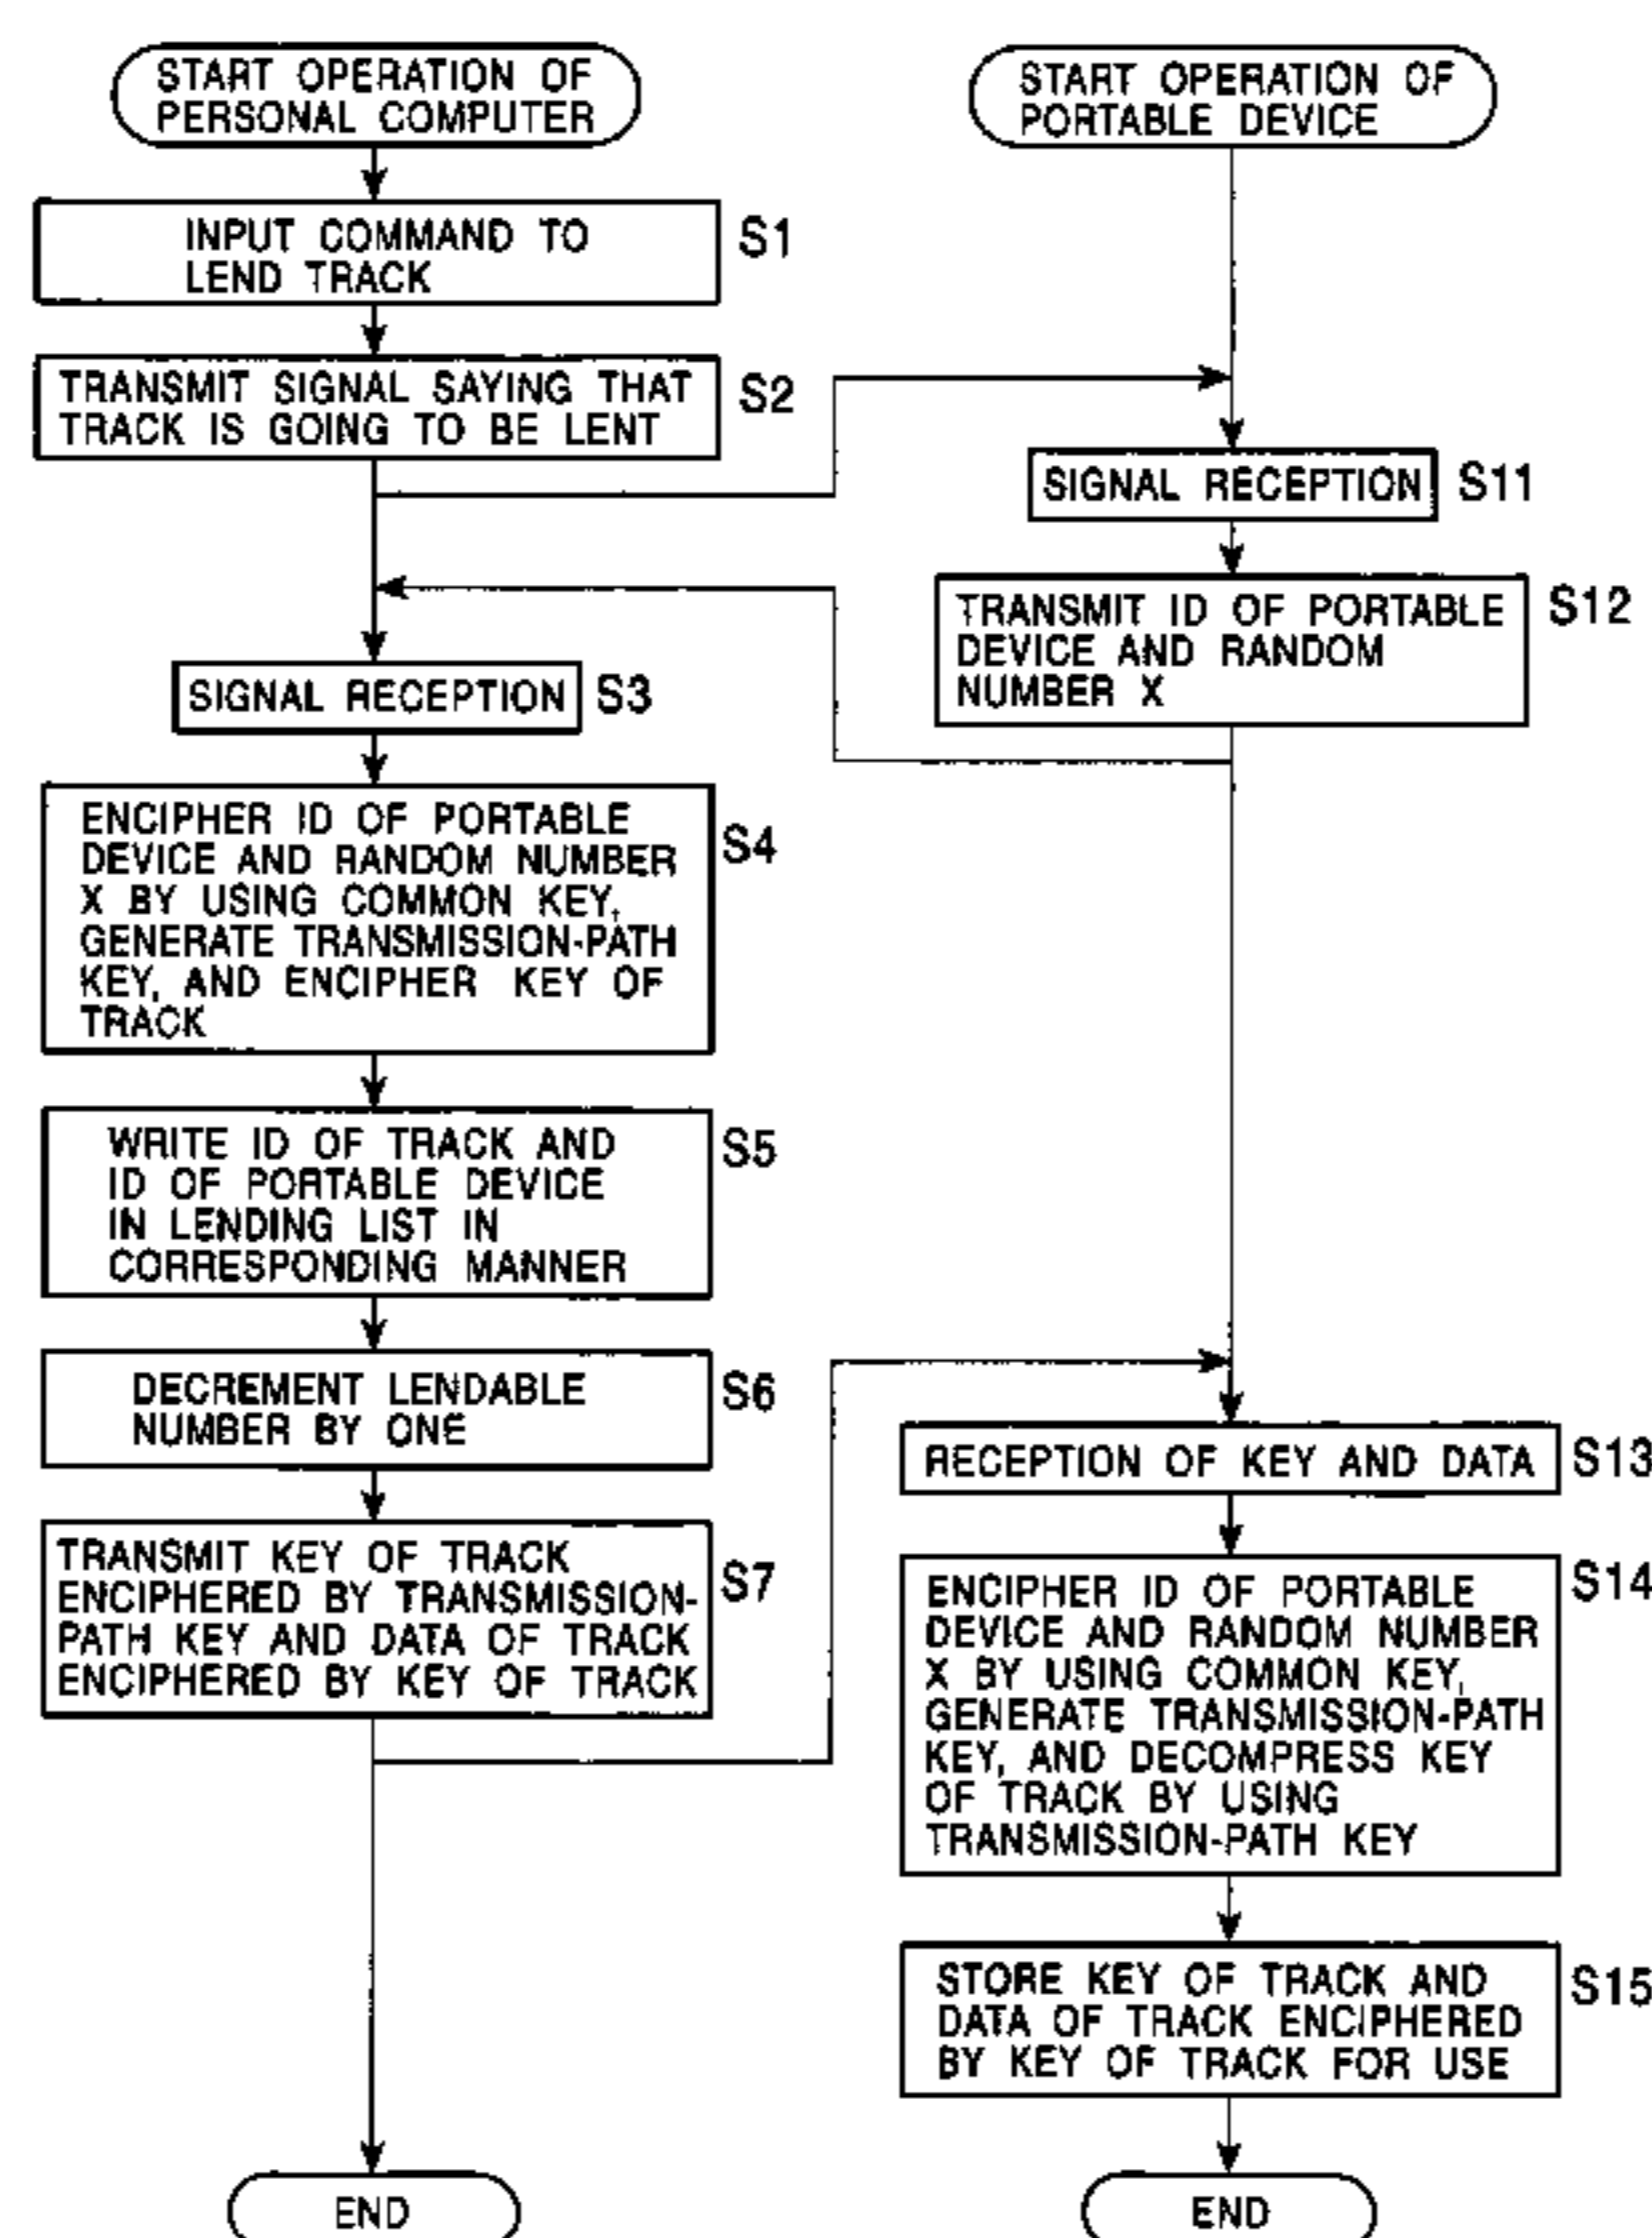 START OPERATION OF
PERSONAL COMPUTER
INPUT COMMAND TO
LEND TRACK
S1
TRANSMIT SIGNAL SAYING THAT
TRACK IS GOING TO BE LENT
S2
SIGNAL RECEPTION
S3
ENCIPHER ID OF PORTABLE
DEVICE AND RANDOM NUMBER
X BY USING COMMON KEY,
GENERATE TRANSMISSION-PATH
KEY, AND ENCIPHER KEY OF
TRACK
S4
WRITE ID OF TRACK AND
ID OF PORTABLE DEVICE
IN LENDING LIST IN
CORRESPONDING MANNER
S5
DECREMENT LENDABLE
NUMBER BY ONE
S6
TRANSMIT KEY OF TRACK
ENCIPHERED BY TRANSMISSION-
PATH KEY AND DATA OF TRACK
ENCIPHERED BY KEY OF TRACK
S7
END
START OPERATION OF
PORTABLE DEVICE
SIGNAL RECEPTION
S11
TRANSMIT ID OF PORTABLE
DEVICE AND RANDOM
NUMBER X
S12
RECEPTION OF KEY AND DATA
S13
ENCIPHER ID OF PORTABLE
DEVICE AND RANDOM NUMBER
X BY USING COMMON KEY,
GENERATE TRANSMISSION-PATH
KEY, AND DECOMPRESS KEY
OF TRACK BY USING
TRANSMISSION-PATH KEY
S14
STORE KEY OF TRACK AND
DATA OF TRACK ENCIPHERED
BY KEY OF TRACK FOR USE
S15
END